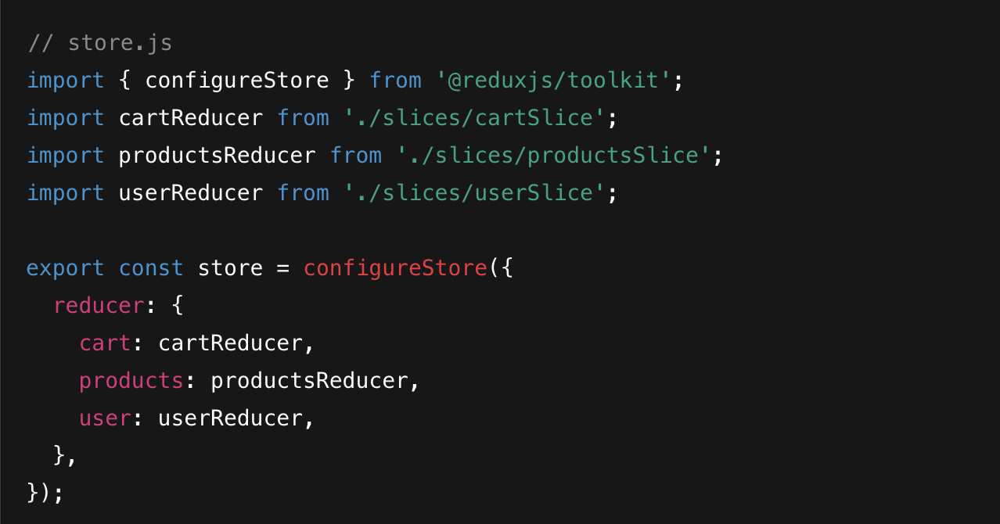 // store.js
import { configureStore } from '@reduxjs/toolkit';
import cartReducer from './slices/cartSlice';
import productsReducer from './slices/productsSlice';
import userReducer from './slices/userSlice';

export const store = configureStore({
  reducer: {
    cart: cartReducer,
    products: productsReducer,
    user: userReducer,
  },
});